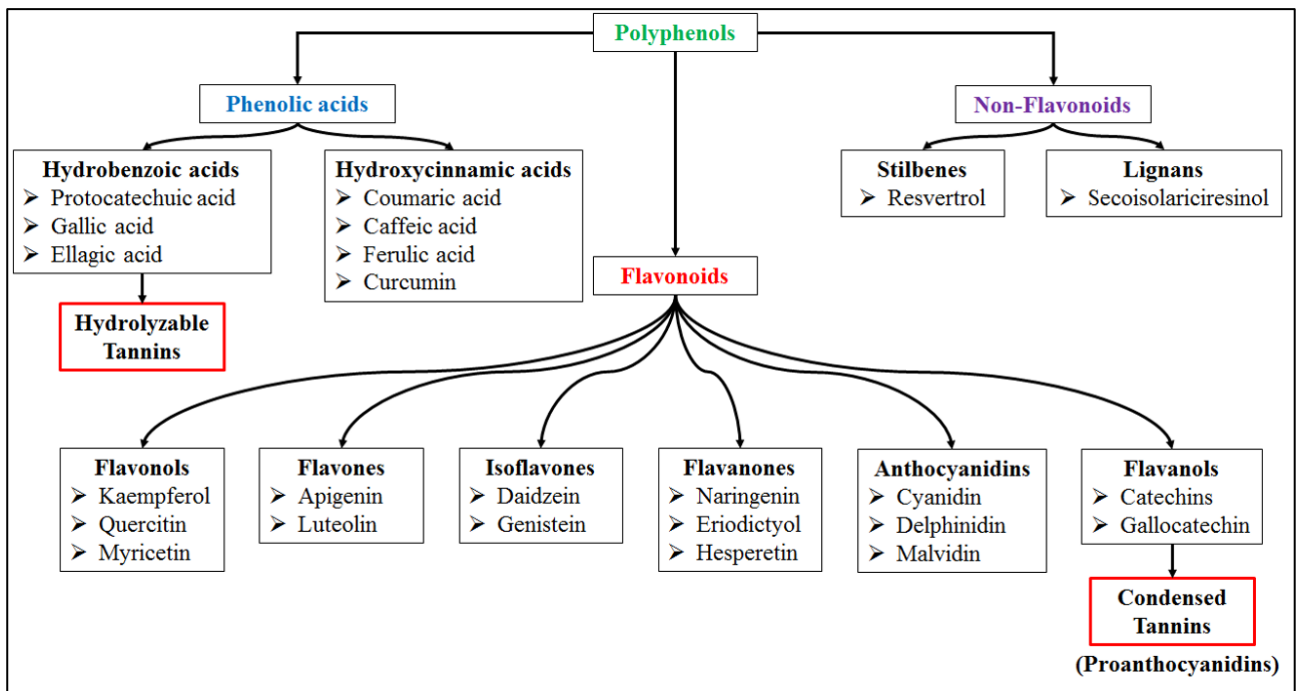 Polyphenols
Phenolic acids
Non-Flavonoids
Hydrobenzoic acids
➢ Protocatechuic acid
➢ Gallic acid
➢ Ellagic acid
Hydroxycinnamic acids
➢ Coumaric acid
➢ Caffeic acid
➢ Ferulic acid
➢ Curcumin
Stilbenes
➢ Resvertrol
Lignans
➢ Secoisolariciresinol
Hydrolyzable
Tannins
Flavonoids
Flavonols
➢ Kaempferol
➢ Quercitin
➢ Myricetin
Flavones
➢ Apigenin
➢ Luteolin
Isoflavones
➢ Daidzein
➢ Genistein
Flavanones
➢ Naringenin
➢ Eriodictyol
➢ Hesperetin
Anthocyanidins
➢ Cyanidin
➢ Delphinidin
➢ Malvidin
Flavanols
➢ Catechins
➢ Gallocatechin
Condensed
Tannins
(Proanthocyanidins)